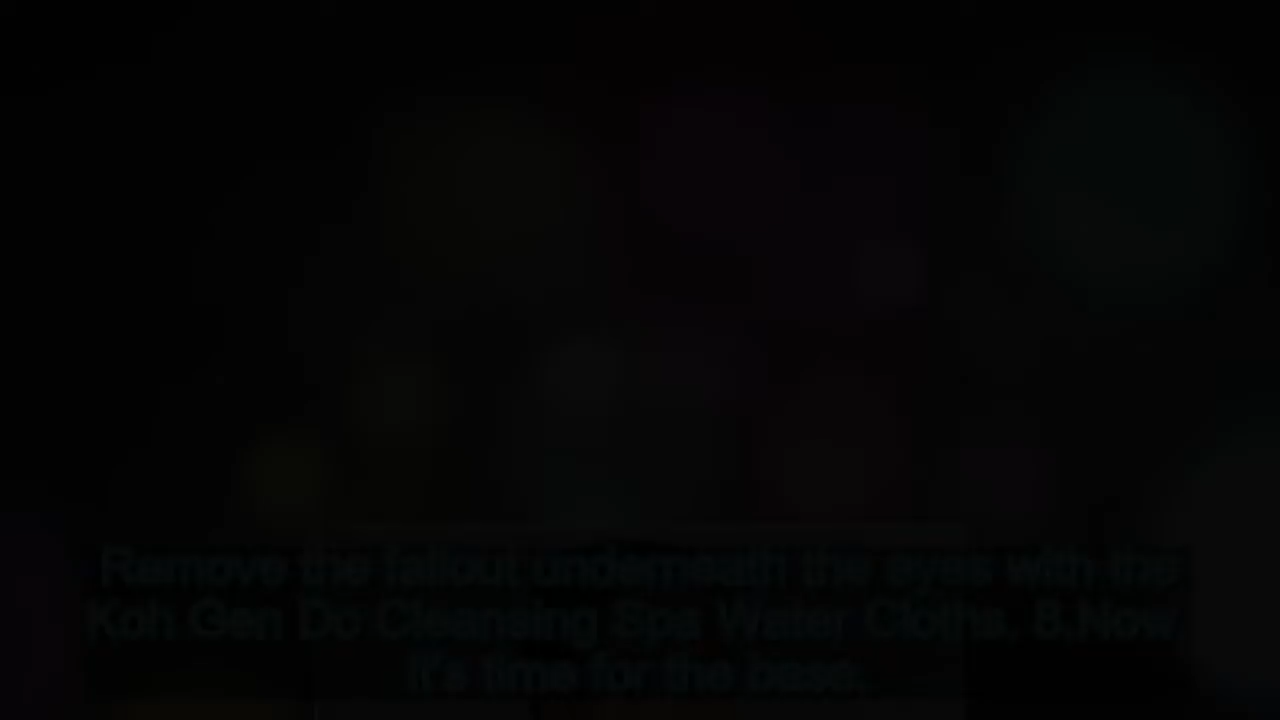 Remove the fallout underneath the eyes with the
Koh Gen Do Cleansing Spa Water Cloths. 8.Now
it's time for the base.